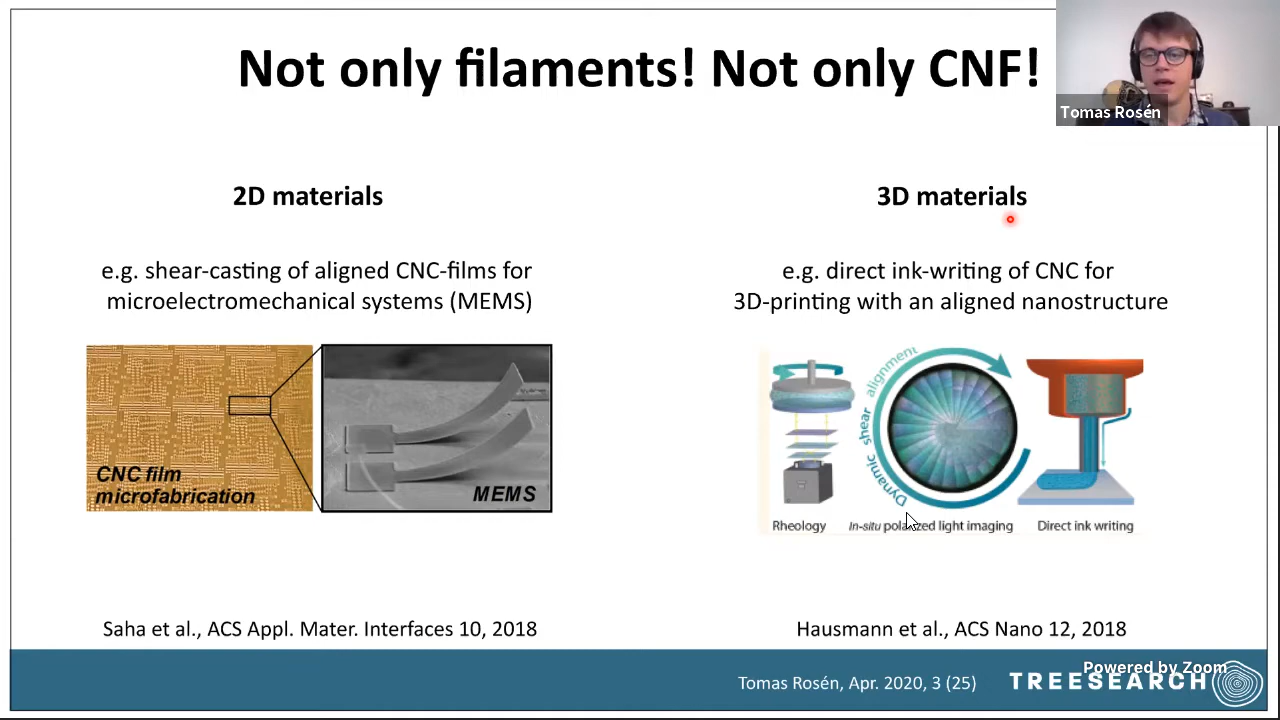 Not only filaments! Not only CNF!
Tomas Rosén
2D materials
e.g. shear-casting of aligned CNC-films for
microelectromechanical systems (MEMS)
CNC film
microfabrication
MEMS
Saha et al., ACS Appl. Mater. Interfaces 10, 2018
3D materials
e.g. direct ink-writing of CNC for
3D-printing with an aligned nanostructure
Dynamic shear alignment
Rheology
In-situ polarized light imaging
Direct ink writing
Hausmann et al., ACS Nano 12, 2018
Tomas Rosén, Apr. 2020, 3 (25)
TREESEARCH
Powered by Zoom